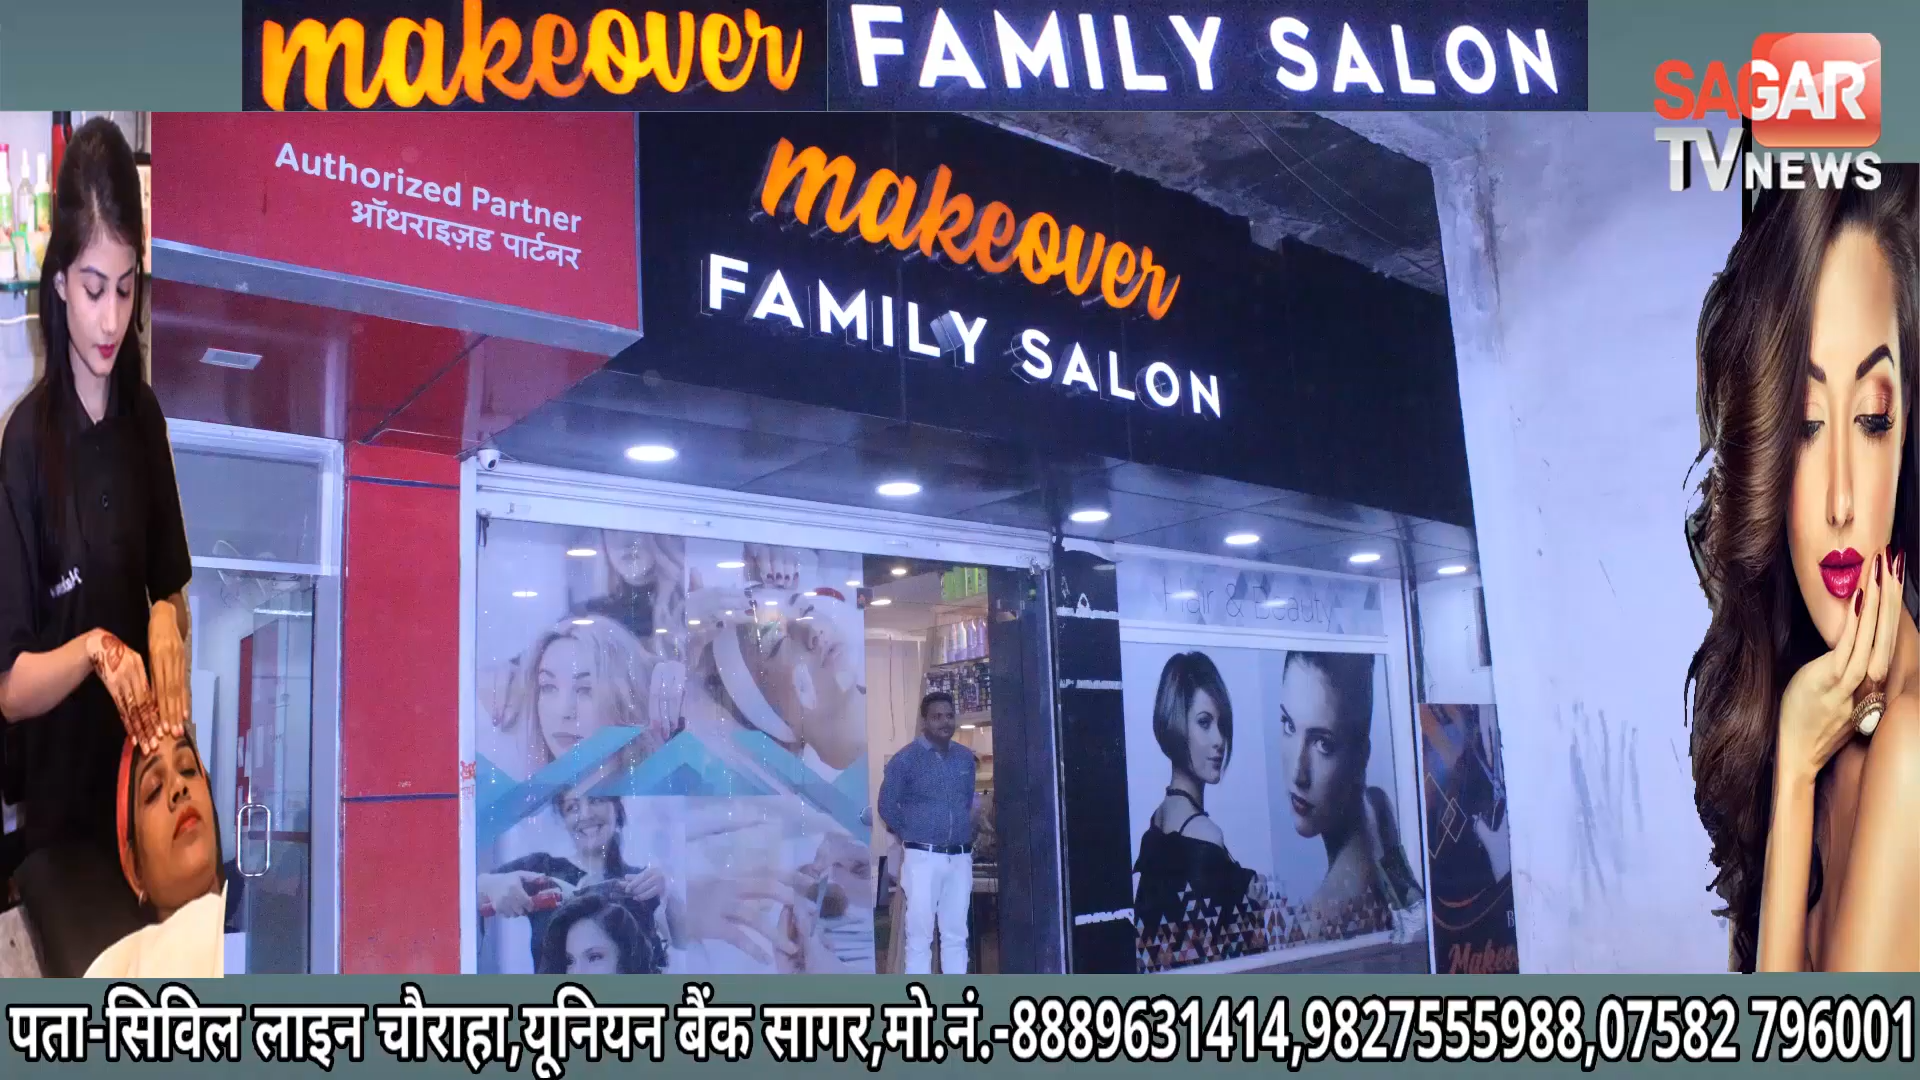 makeover FAMILY SALON
SAGAR
TV NEWS
Authorized Partner
ऑथराइज़ड पार्टनर
makeover
FAMILY SALON
Hair & Beauty
पता-सिविल लाइन चौराहा,यूनियन बैंक सागर,मो.नं.-8889631414,9827555988,07582 796001